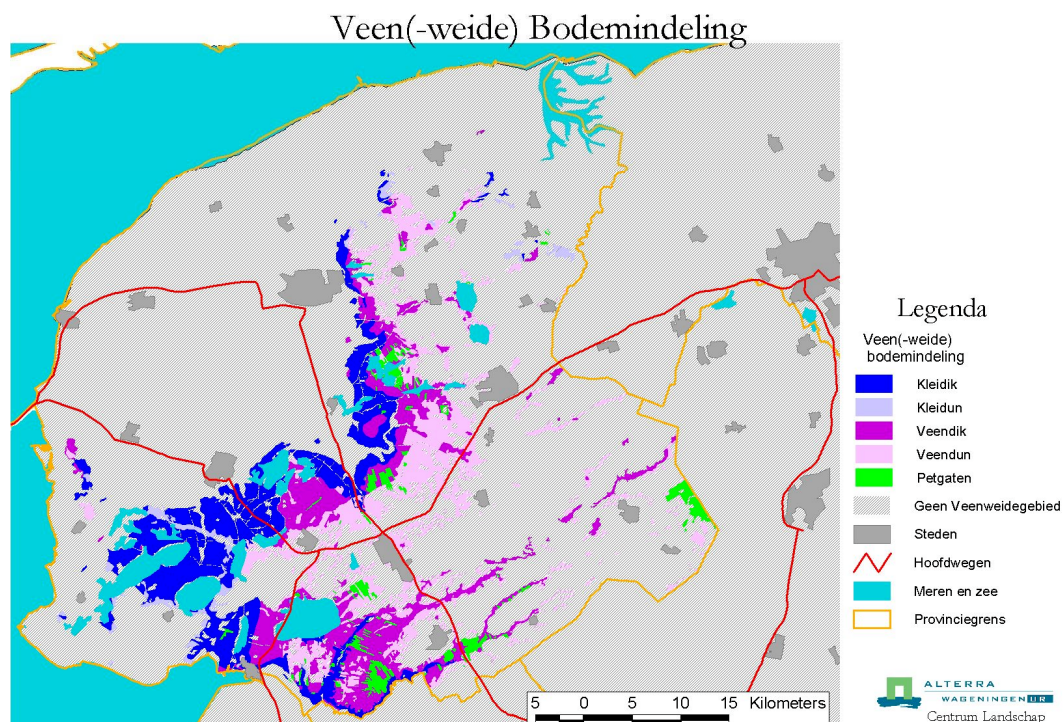 Veen(-weide) Bodemindeling
Legenda
Veen(-weide)
bodemindeling
Kleidik
Kleidun
Veendik
Veendun
Petgaten
Geen Veenweidegebied
Steden
Hoofdwegen
Meren en zee
Provinciegrens
5 0 5 10 15 Kilometers
ALTERRA
WAGENINGEN UR
Centrum Landschap